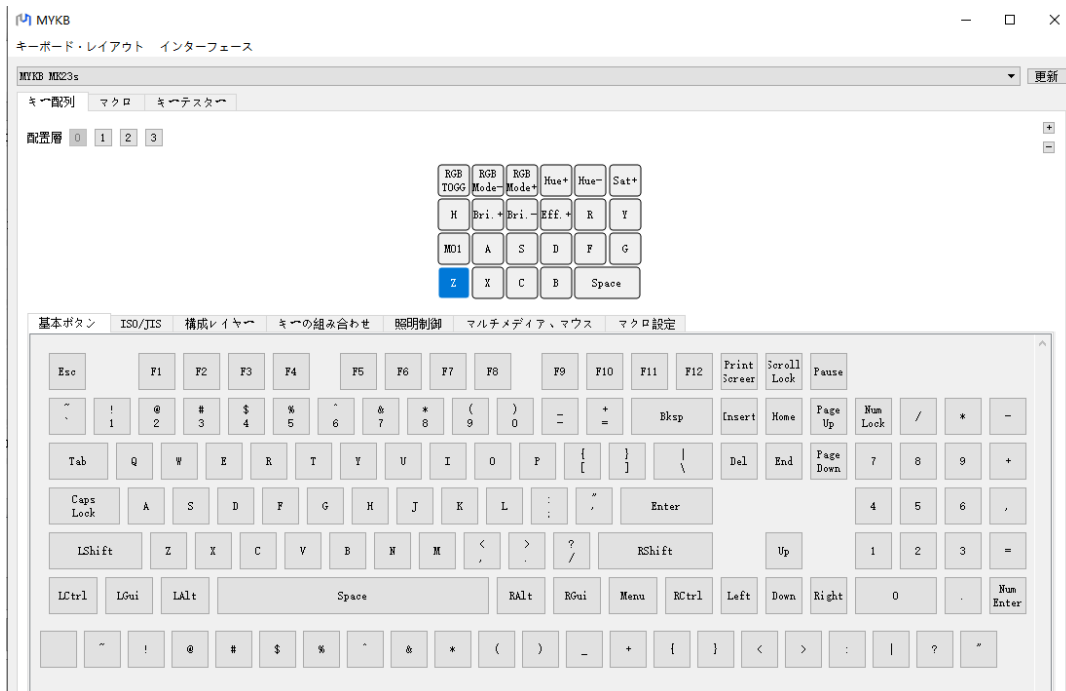 MYKB
キーボード・レイアウト インターフェース
MYKB MK23s 更新
キー配列 マクロ キーテスター
配置層 0 1 2 3 +
−
RGB TOGG RGB Mode- RGB Mode+ Hue+ Hue- Sat+
H Bri.+ Bri.- Eff.+ R Y
MO1 A S D F G
Z X C B Space
基本ボタン ISO/JIS 構成レイヤー キーの組み合わせ 照明制御 マルチメディア、マウス マクロ設定
Esc F1 F2 F3 F4 F5 F6 F7 F8 F9 F10 F11 F12 Print Screen Scroll Lock Pause
~ ` ! 1 @ 2 # 3 $ 4 % 5 ^ 6 & 7 * 8 ( 9 ) 0 _ - + = Bksp Insert Home Page Up Num Lock / * -
Tab Q W E R T Y U I O P { [ } ] | \ Del End Page Down 7 8 9 +
Caps Lock A S D F G H J K L : ; " ' Enter 4 5 6 ,
LShift Z X C V B N M < , > . ? / RShift Up 1 2 3 =
LCtrl LGui LAlt Space RAlt RGui Menu RCtrl Left Down Right 0 . Num Enter
~ ! @ # $ % ^ & * ( ) _ + { } < > : | ? "